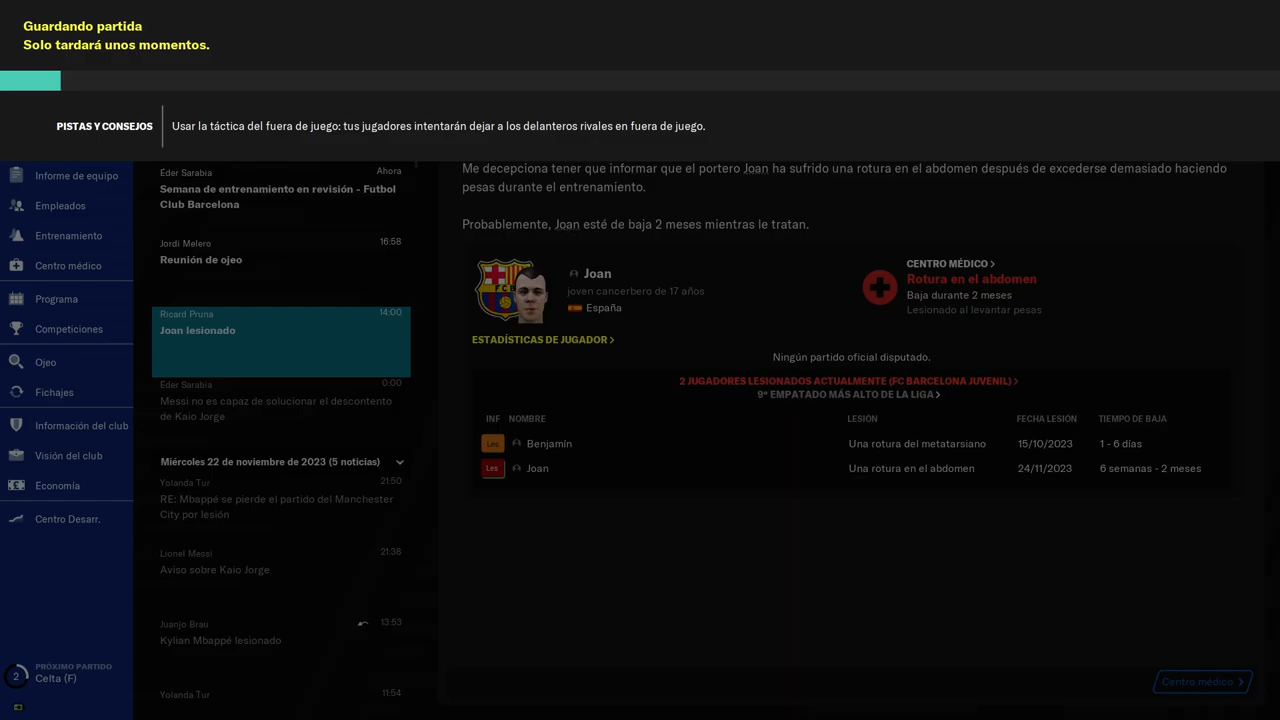 Guardando partida
Solo tardará unos momentos.
PISTAS Y CONSEJOS
Usar la táctica del fuera de juego: tus jugadores intentarán dejar a los delanteros rivales en fuera de juego.
Informe de equipo
Empleados
Entrenamiento
Centro médico
Programa
Competiciones
Ojeo
Fichajes
Información del club
Visión del club
Economía
Centro Desarr.
PRÓXIMO PARTIDO
2
Celta (F)
Éder Sarabia
Ahora
Semana de entrenamiento en revisión - Futbol
Club Barcelona
Jordi Melero
16:58
Reunión de ojeo
Ricard Pruna
14:00
Joan lesionado
Éder Sarabia
0:00
Messi no es capaz de solucionar el descontento
de Kaio Jorge
Miércoles 22 de noviembre de 2023 (5 noticias)
Yolanda Tur
21:50
RE: Mbappé se pierde el partido del Manchester
City por lesión
Lionel Messi
21:38
Aviso sobre Kaio Jorge
Juanjo Brau
13:53
Kylian Mbappé lesionado
Yolanda Tur
11:54
Me decepciona tener que informar que el portero Joan ha sufrido una rotura en el abdomen después de excederse demasiado haciendo
pesas durante el entrenamiento.
Probablemente, Joan esté de baja 2 meses mientras le tratan.
FCB
Joan
joven cancerbero de 17 años
España
CENTRO MÉDICO >
Rotura en el abdomen
Baja durante 2 meses
Lesionado al levantar pesas
ESTADÍSTICAS DE JUGADOR >
Ningún partido oficial disputado.
2 JUGADORES LESIONADOS ACTUALMENTE (FC BARCELONA JUVENIL) >
9º EMPATADO MÁS ALTO DE LA LIGA >
INF NOMBRE LESIÓN FECHA LESIÓN TIEMPO DE BAJA
Les Benjamín Una rotura del metatarsiano 15/10/2023 1 - 6 días
Les Joan Una rotura en el abdomen 24/11/2023 6 semanas - 2 meses
Centro médico >